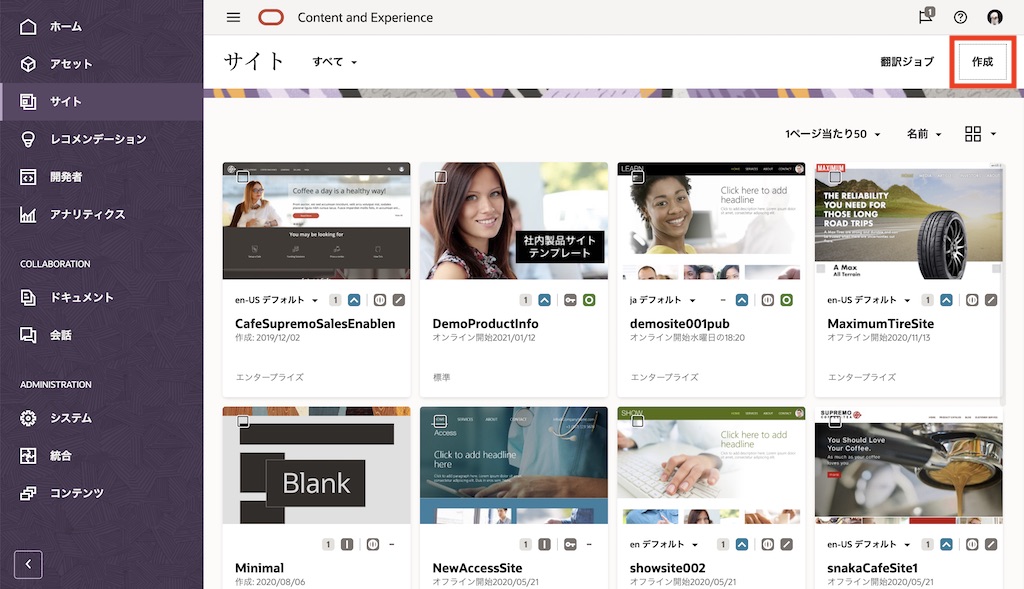 ホーム
アセット
サイト
レコメンデーション
開発者
アナリティクス
COLLABORATION
ドキュメント
会話
ADMINISTRATION
システム
統合
コンテンツ
Content and Experience
1
サイト
すべて
翻訳ジョブ
作成
1ページ当たり50
名前
Coffee a day is a healthy way!
You may be looking for
en-US デフォルト
1
CafeSupremoSalesEnablen
作成: 2019/12/02
エンタープライズ
社内製品サイト
テンプレート
1
DemoProductInfo
オンライン開始2021/01/12
標準
LEARN
Click here to add
headline
ja デフォルト
–
demosite001pub
オンライン開始水曜日の18:20
エンタープライズ
MAXIMUM
THE RELIABILITY
YOU NEED FOR
THOSE LONG
ROAD TRIPS
A Max
All Terrain
en-US デフォルト
1
MaximumTireSite
オフライン開始2020/11/13
エンタープライズ
Blank
1
–
Minimal
作成: 2020/08/06
HOME SERVICES ABOUT CONTACT
Access
Click to add headline
here
1
–
NewAccessSite
オフライン開始2020/05/21
SHOW
Click here to add
headline
en デフォルト
1
showsite002
オフライン開始2020/05/21
SUPREMO
You Should Love
Your Coffee.
As much as your coffee
loves you
en-US デフォルト
1
snakaCafeSite1
オフライン開始2020/05/21